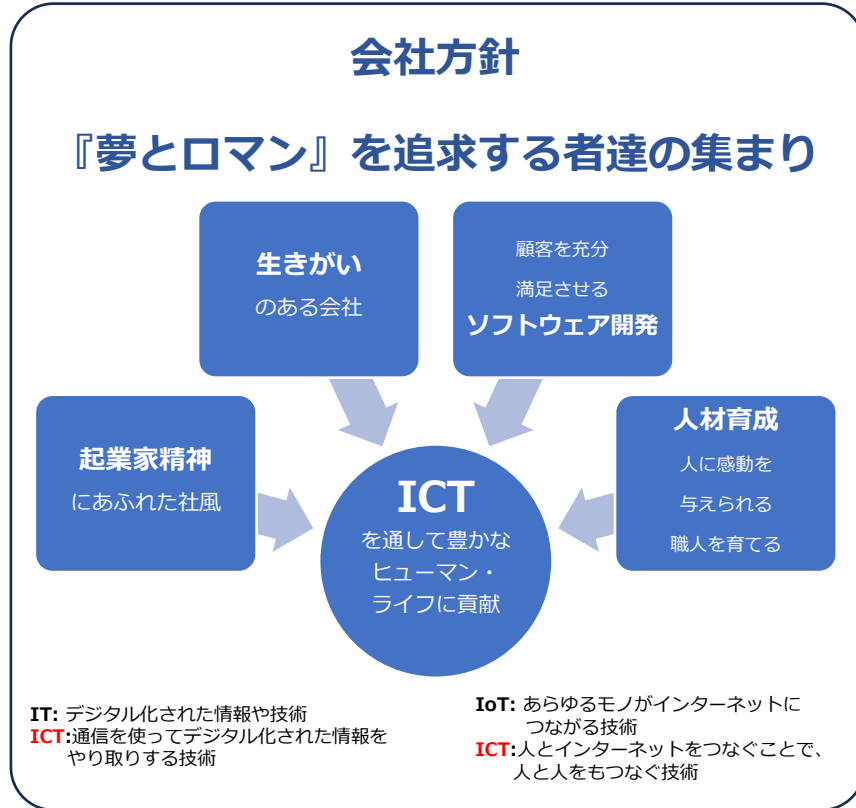 会社方針
『夢とロマン』を追求する者達の集まり
生きがい
のある会社
顧客を充分
満足させる
ソフトウェア開発
起業家精神
にあふれた社風
人材育成
人に感動を
与えられる
職人を育てる
ICT
を通して豊かな
ヒューマン・
ライフに貢献
IT: デジタル化された情報や技術
ICT:通信を使ってデジタル化された情報を
やり取りする技術
IoT: あらゆるモノがインターネットに
つながる技術
ICT:人とインターネットをつなぐことで、
人と人をもつなぐ技術